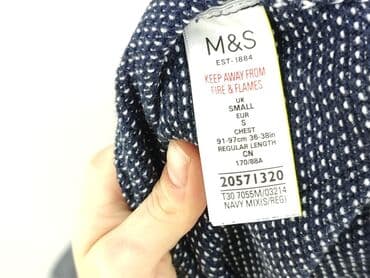 M&S
EST-1884
KEEP AWAY FROM
FIRE & FLAMES
UK
SMALL
EUR
S
CHEST
91-97cm 36-38in
REGULAR LENGTH
CN
170/88A
20571320
T30 7055M/03214
NAVY MIX(S/REG)